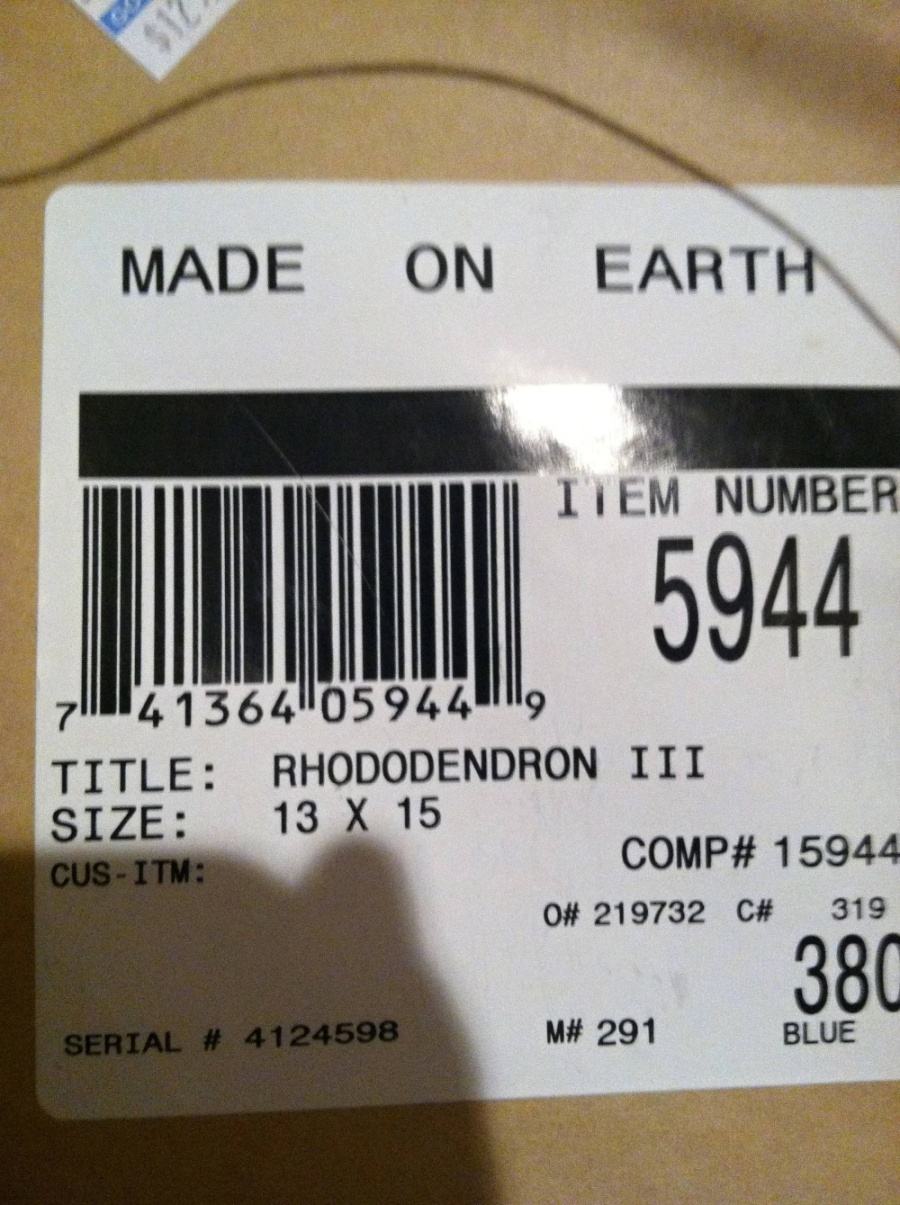 $12
MADE ON EARTH
ITEM NUMBER
5944
7 41364 05944 9
TITLE: RHODODENDRON III
SIZE: 13 X 15
COMP# 15944
CUS-ITM:
O# 219732 C# 319
380
SERIAL # 4124598 M# 291 BLUE